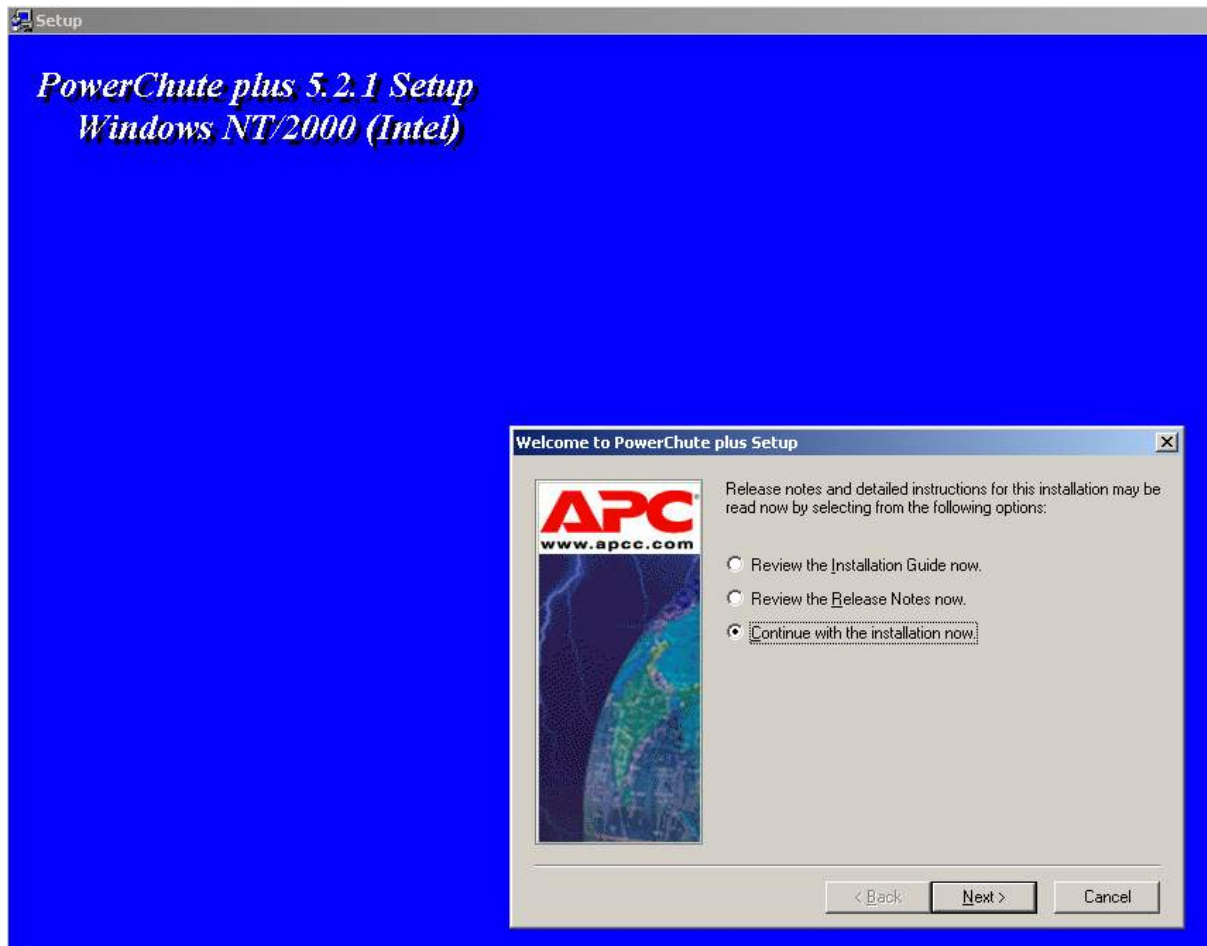 Setup
PowerChute plus 5.2.1 Setup
Windows NT/2000 (Intel)
Welcome to PowerChute plus Setup
APC
www.apcc.com
Release notes and detailed instructions for this installation may be
read now by selecting from the following options:
Review the Installation Guide now.
Review the Release Notes now.
Continue with the installation now.
< Back
Next >
Cancel